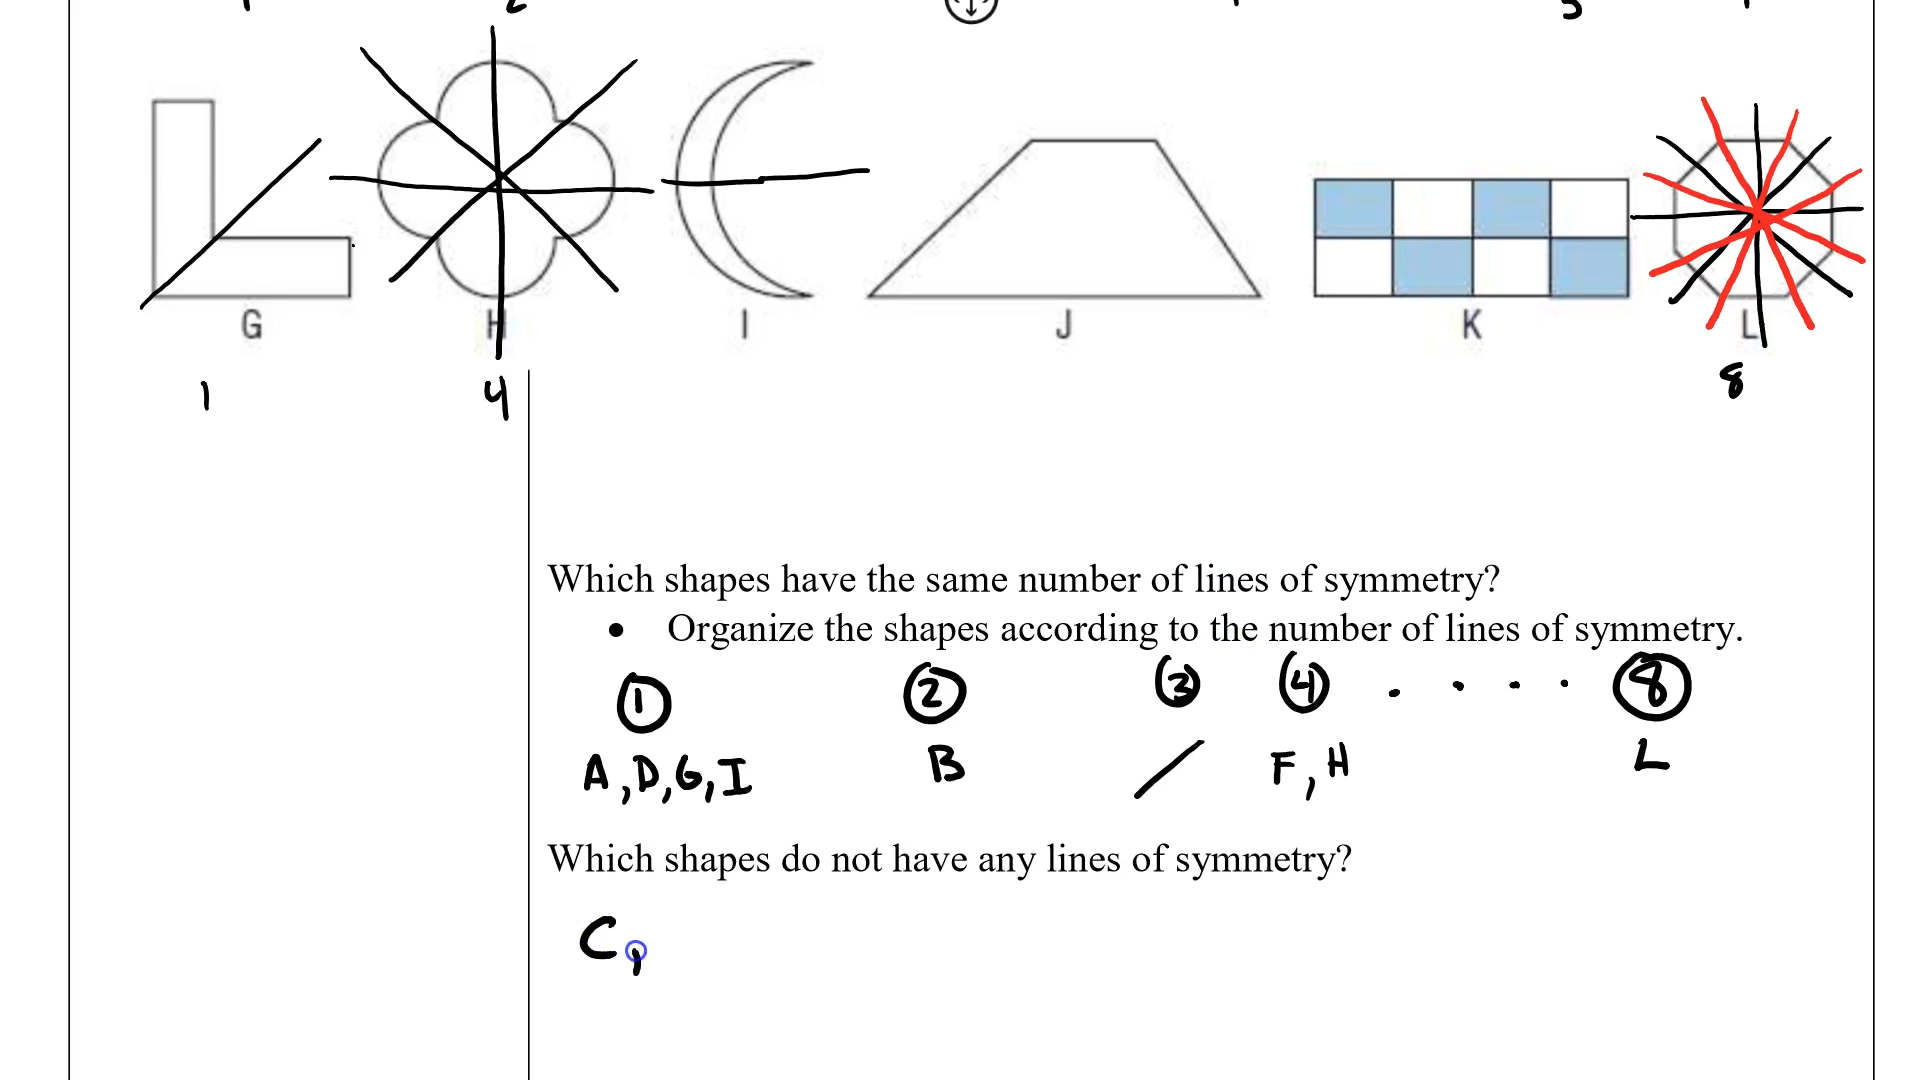 G H I J K L
1 4 8
Which shapes have the same number of lines of symmetry?
• Organize the shapes according to the number of lines of symmetry.
1 2 3 4 . . . . 8
A, D, G, I B / F, H L
Which shapes do not have any lines of symmetry?
C,